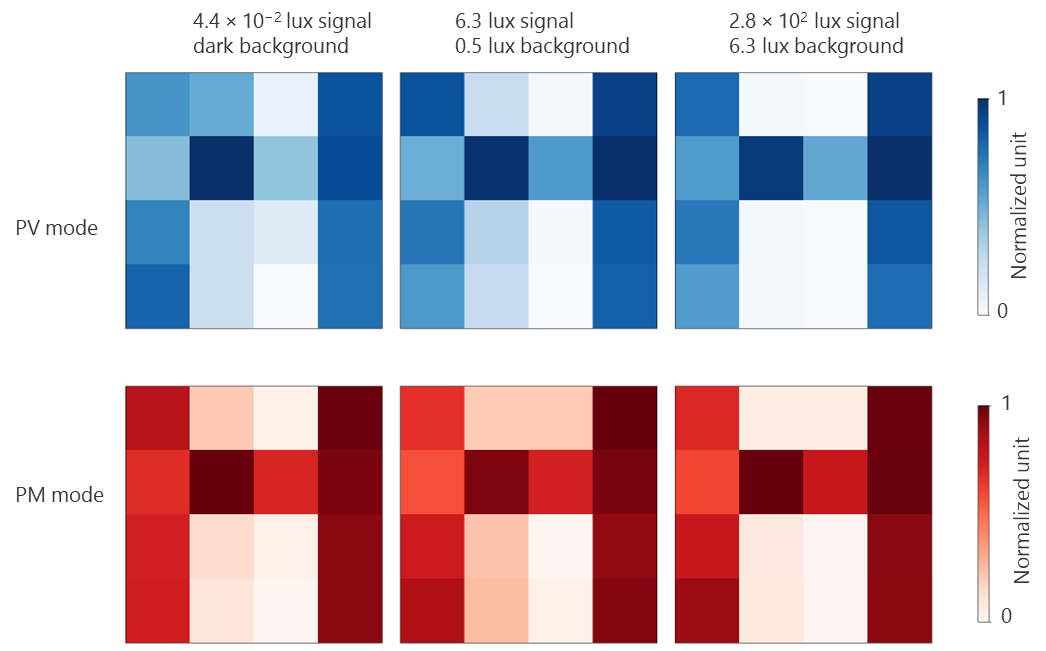 4.4 × 10⁻² lux signal
dark background
6.3 lux signal
0.5 lux background
2.8 × 10² lux signal
6.3 lux background
PV mode
1
Normalized unit
0
PM mode
1
Normalized unit
0